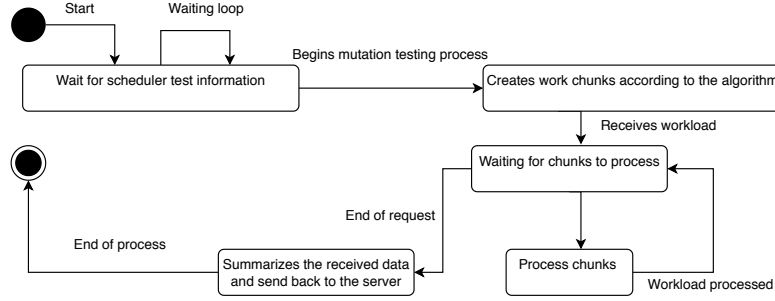 Start
Waiting loop
Begins mutation testing process
Wait for scheduler test information
Creates work chunks according to the algorithm
Receives workload
Waiting for chunks to process
End of request
End of process
Summarizes the received data
and send back to the server
Process chunks
Workload processed